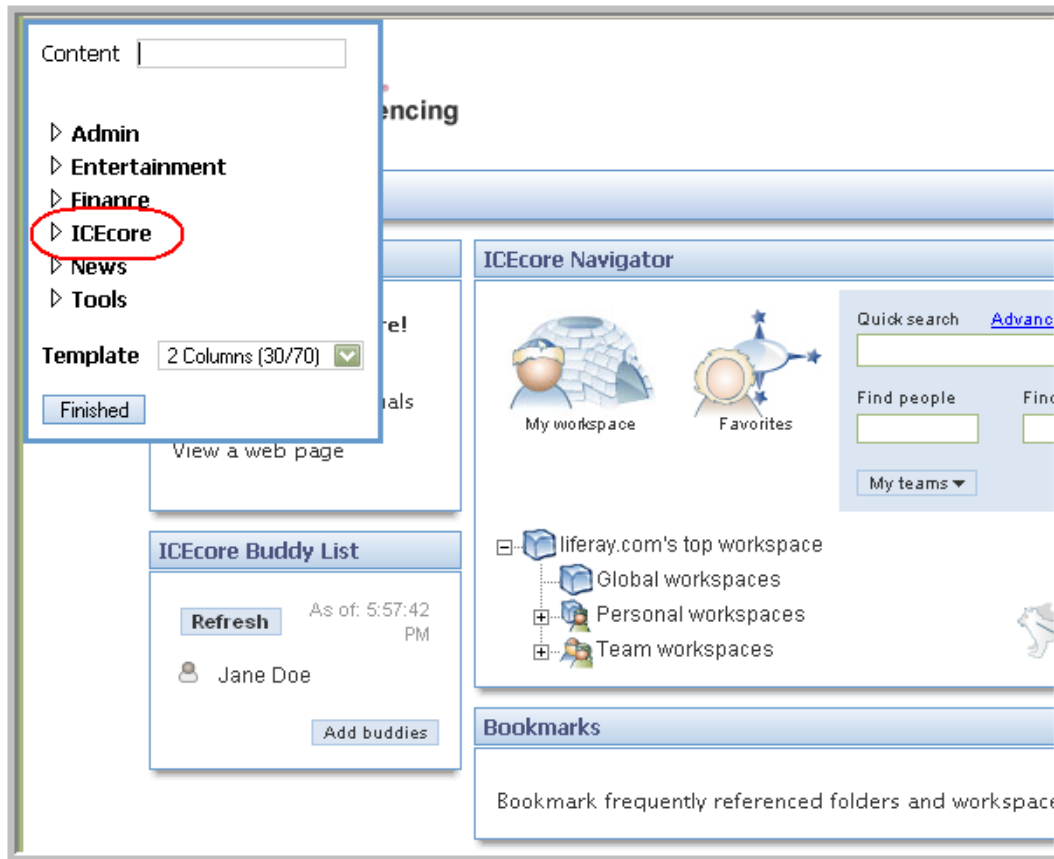 Content
Admin
Entertainment
Finance
ICEcore
News
Tools
Template 2 Columns (30/70)
Finished
encing
re!
ials
View a web page
ICEcore Buddy List
Refresh As of: 5:57:42
PM
Jane Doe
Add buddies
ICEcore Navigator
My workspace
Favorites
Quick search Advanc
Find people Find
My teams
liferay.com's top workspace
Global workspaces
Personal workspaces
Team workspaces
Bookmarks
Bookmark frequently referenced folders and workspace